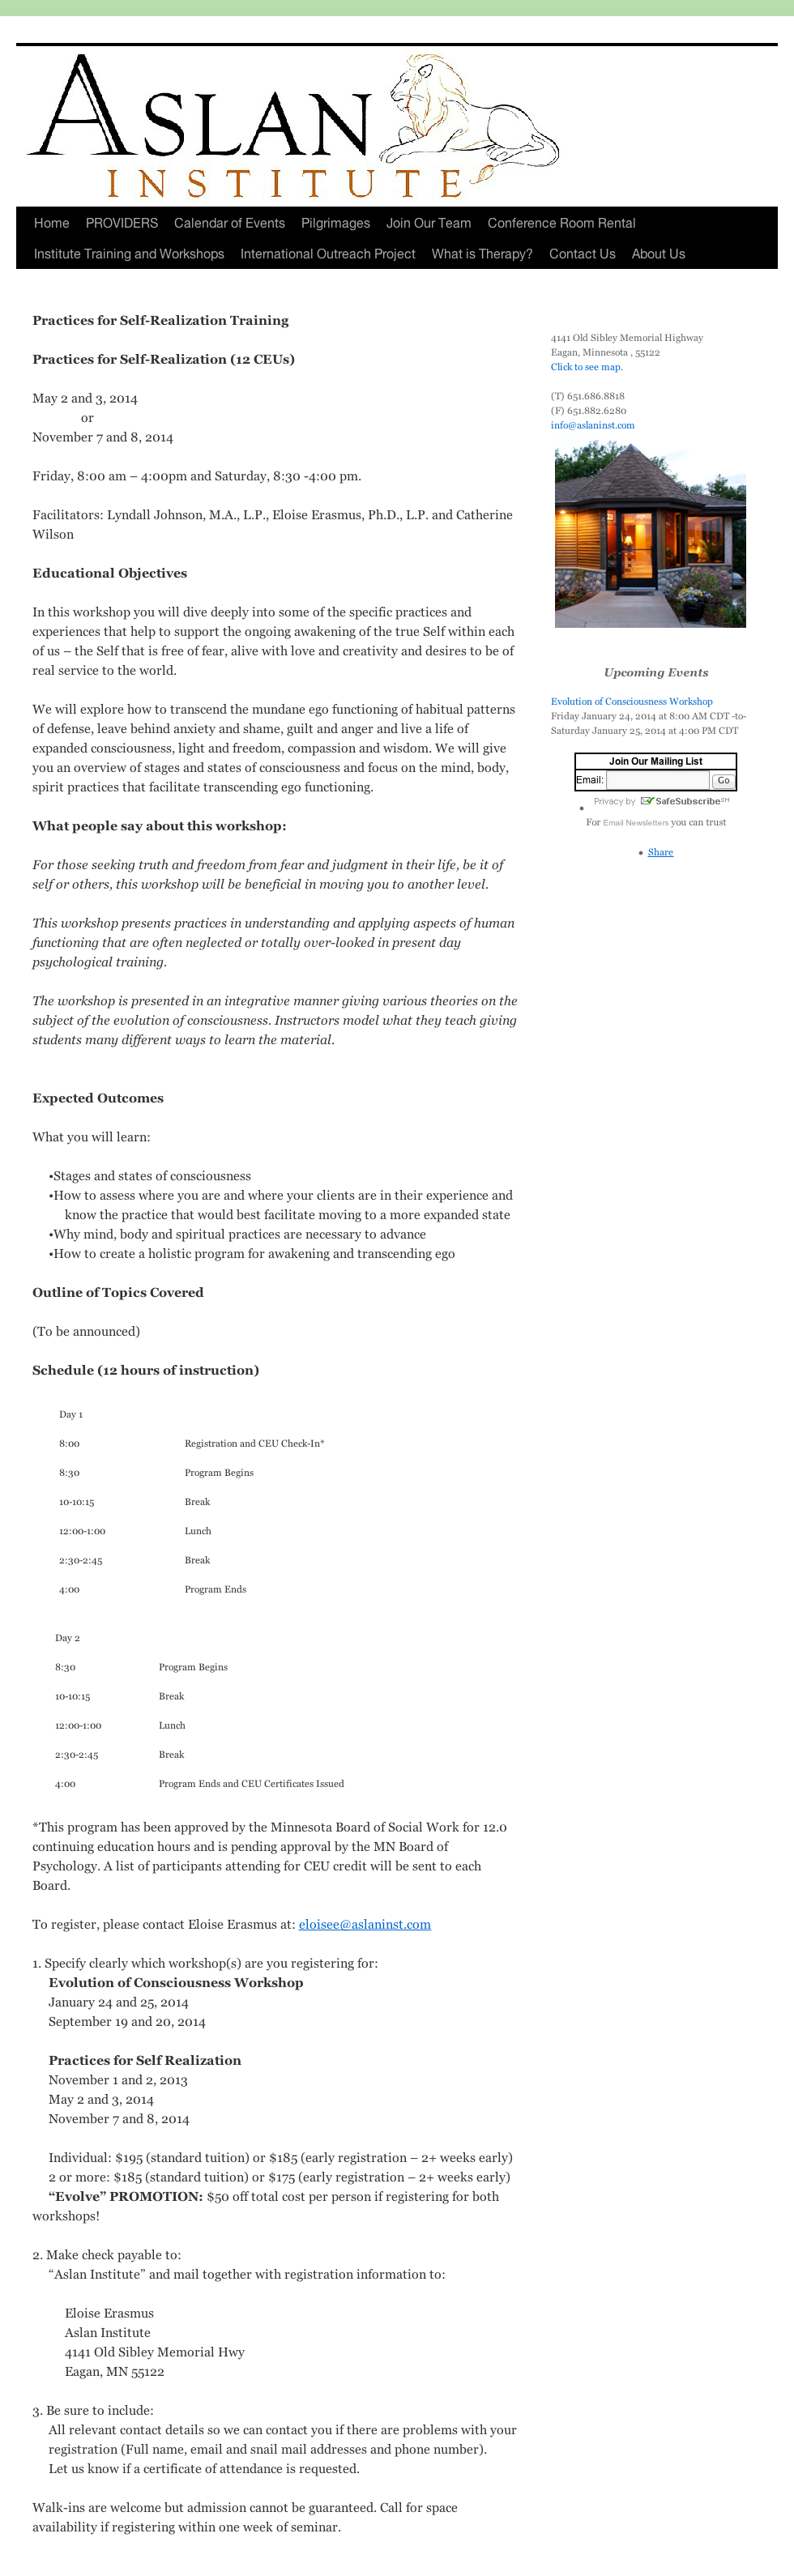 ASLAN
INSTITUTE
Home PROVIDERS Calendar of Events Pilgrimages Join Our Team Conference Room Rental
Institute Training and Workshops International Outreach Project What is Therapy? Contact Us About Us
Practices for Self-Realization Training
Practices for Self-Realization (12 CEUs)
May 2 and 3, 2014
or
November 7 and 8, 2014
Friday, 8:00 am – 4:00pm and Saturday, 8:30 -4:00 pm.
Facilitators: Lyndall Johnson, M.A., L.P., Eloise Erasmus, Ph.D., L.P. and Catherine
Wilson
Educational Objectives
In this workshop you will dive deeply into some of the specific practices and
experiences that help to support the ongoing awakening of the true Self within each
of us – the Self that is free of fear, alive with love and creativity and desires to be of
real service to the world.
We will explore how to transcend the mundane ego functioning of habitual patterns
of defense, leave behind anxiety and shame, guilt and anger and live a life of
expanded consciousness, light and freedom, compassion and wisdom. We will give
you an overview of stages and states of consciousness and focus on the mind, body,
spirit practices that facilitate transcending ego functioning.
What people say about this workshop:
For those seeking truth and freedom from fear and judgment in their life, be it of
self or others, this workshop will be beneficial in moving you to another level.
This workshop presents practices in understanding and applying aspects of human
functioning that are often neglected or totally over-looked in present day
psychological training.
The workshop is presented in an integrative manner giving various theories on the
subject of the evolution of consciousness. Instructors model what they teach giving
students many different ways to learn the material.
Expected Outcomes
What you will learn:
•Stages and states of consciousness
•How to assess where you are and where your clients are in their experience and
know the practice that would best facilitate moving to a more expanded state
•Why mind, body and spiritual practices are necessary to advance
•How to create a holistic program for awakening and transcending ego
Outline of Topics Covered
(To be announced)
Schedule (12 hours of instruction)
Day 1
8:00 Registration and CEU Check-In*
8:30 Program Begins
10-10:15 Break
12:00-1:00 Lunch
2:30-2:45 Break
4:00 Program Ends
Day 2
8:30 Program Begins
10-10:15 Break
12:00-1:00 Lunch
2:30-2:45 Break
4:00 Program Ends and CEU Certificates Issued
*This program has been approved by the Minnesota Board of Social Work for 12.0
continuing education hours and is pending approval by the MN Board of
Psychology. A list of participants attending for CEU credit will be sent to each
Board.
To register, please contact Eloise Erasmus at: eloisee@aslaninst.com
1. Specify clearly which workshop(s) are you registering for:
Evolution of Consciousness Workshop
January 24 and 25, 2014
September 19 and 20, 2014
Practices for Self Realization
November 1 and 2, 2013
May 2 and 3, 2014
November 7 and 8, 2014
Individual: $195 (standard tuition) or $185 (early registration – 2+ weeks early)
2 or more: $185 (standard tuition) or $175 (early registration – 2+ weeks early)
“Evolve” PROMOTION: $50 off total cost per person if registering for both
workshops!
2. Make check payable to:
“Aslan Institute” and mail together with registration information to:
Eloise Erasmus
Aslan Institute
4141 Old Sibley Memorial Hwy
Eagan, MN 55122
3. Be sure to include:
All relevant contact details so we can contact you if there are problems with your
registration (Full name, email and snail mail addresses and phone number).
Let us know if a certificate of attendance is requested.
Walk-ins are welcome but admission cannot be guaranteed. Call for space
availability if registering within one week of seminar.
4141 Old Sibley Memorial Highway
Eagan, Minnesota , 55122
Click to see map.
(T) 651.686.8818
(F) 651.882.6280
info@aslaninst.com
Upcoming Events
Evolution of Consciousness Workshop
Friday January 24, 2014 at 8:00 AM CDT -to-
Saturday January 25, 2014 at 4:00 PM CDT
Join Our Mailing List
Email: Go
Privacy by SafeSubscribe℠
For Email Newsletters you can trust
• Share